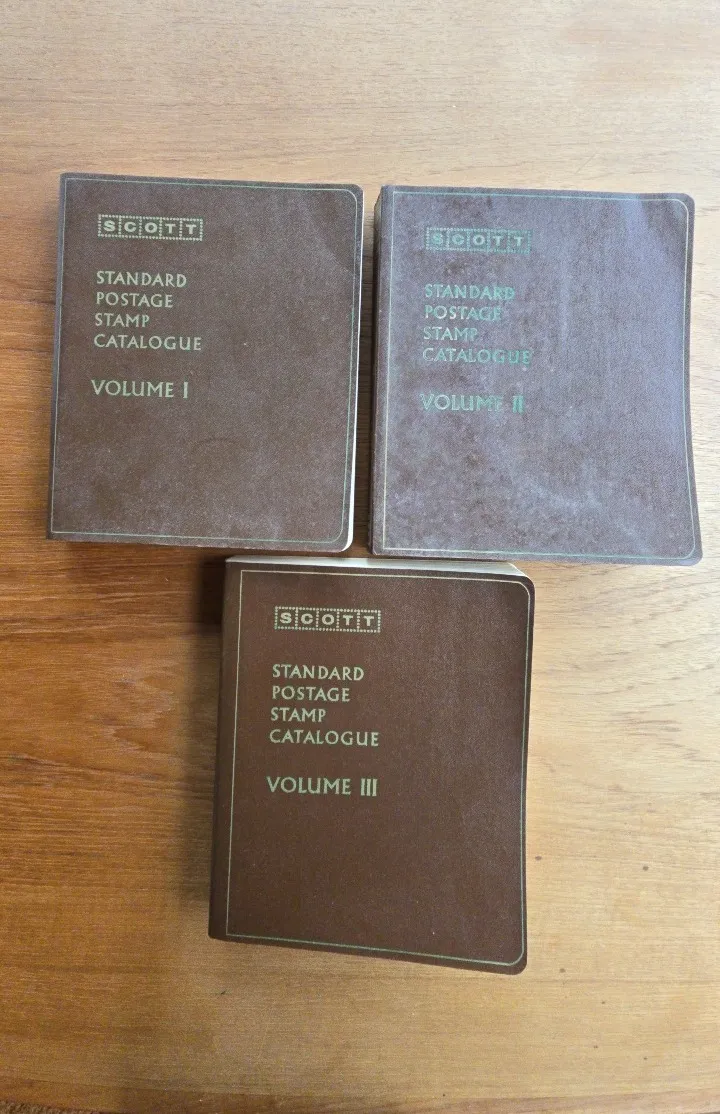 SCOTT
STANDARD
POSTAGE
STAMP
CATALOGUE
VOLUME I
SCOTT
STANDARD
POSTAGE
STAMP
CATALOGUE
VOLUME II
SCOTT
STANDARD
POSTAGE
STAMP
CATALOGUE
VOLUME III